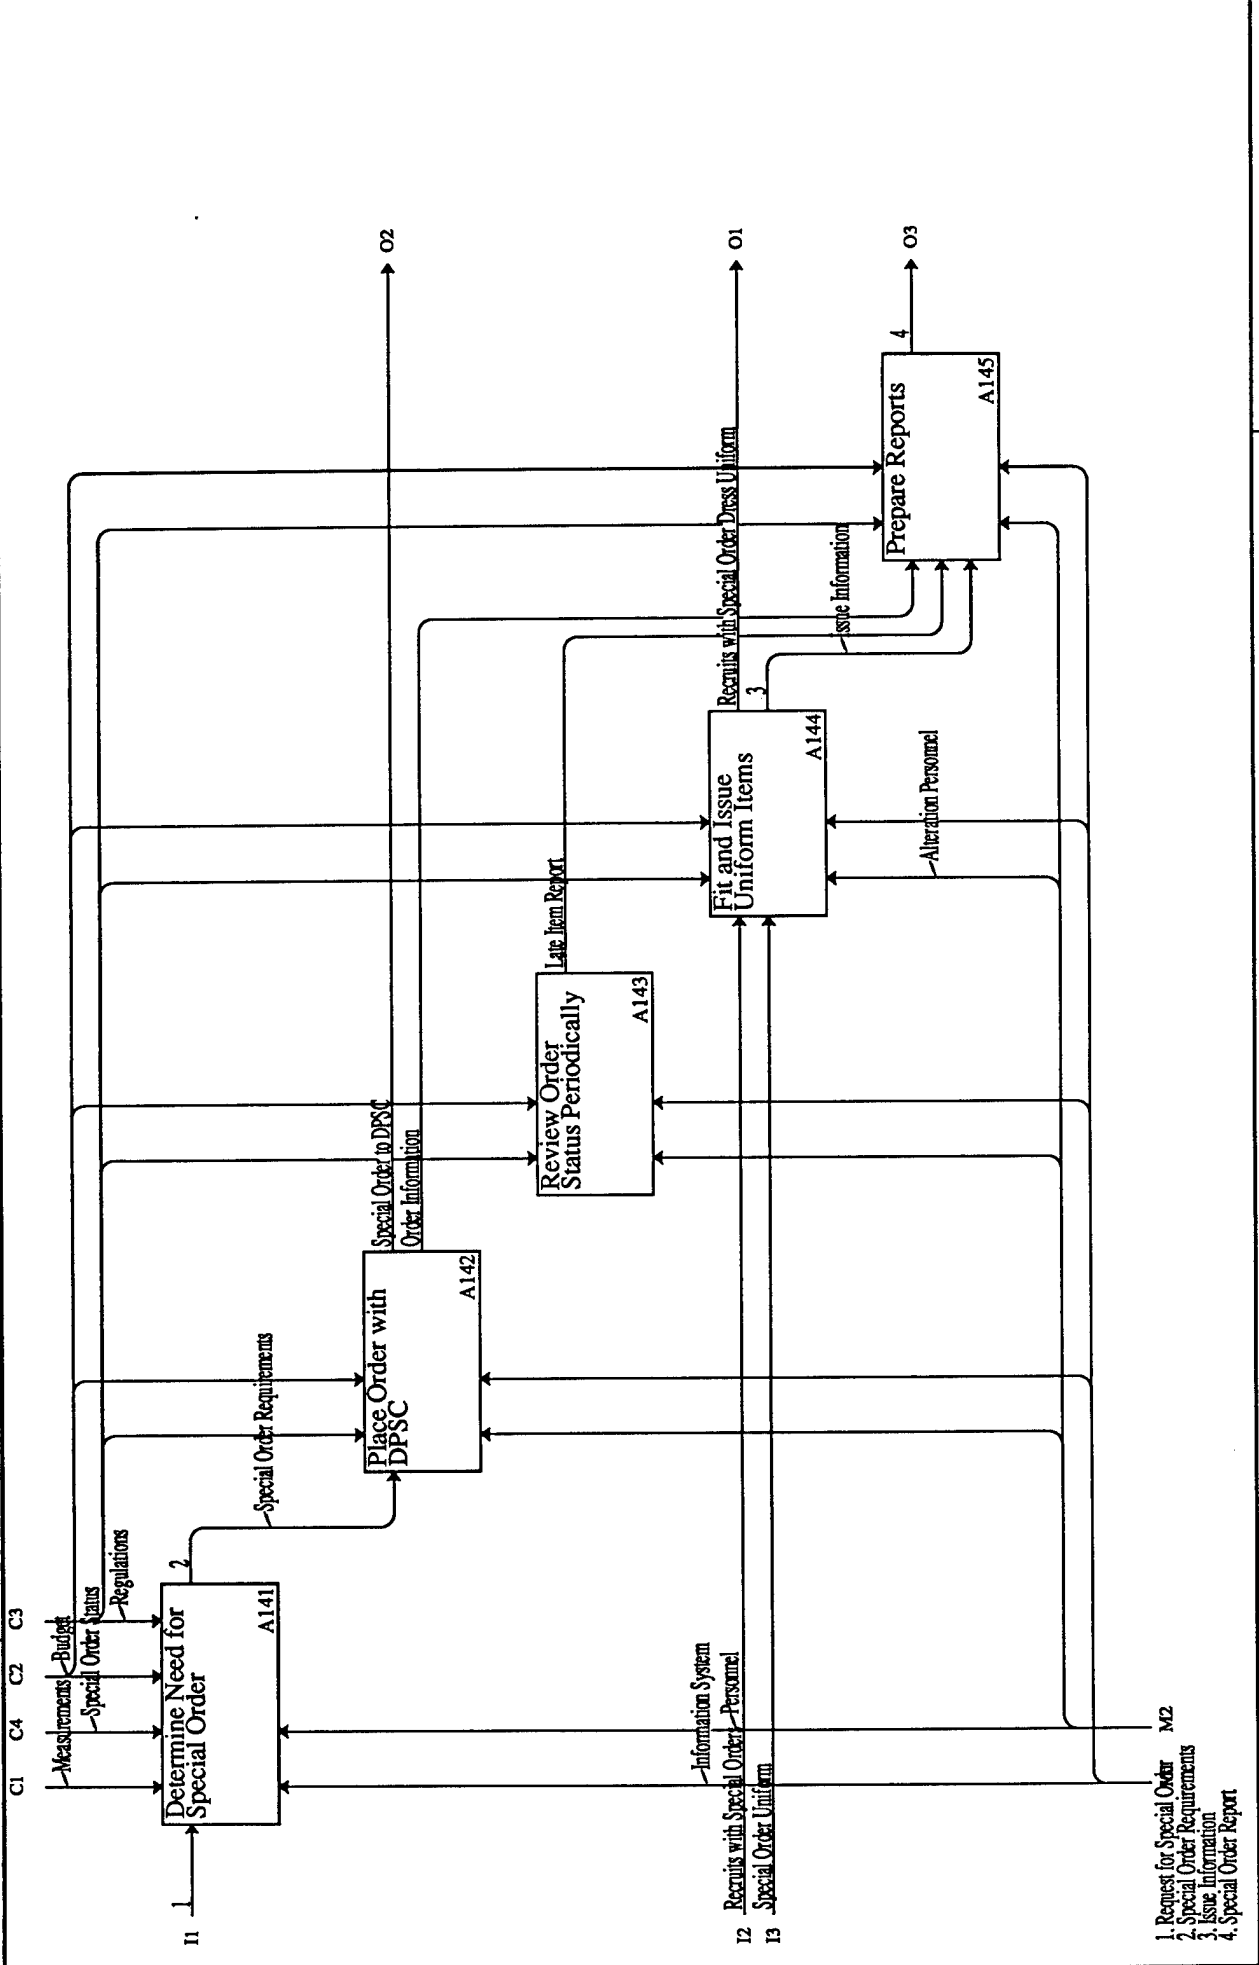 C1
C4
C2
C3
Measurements
Budget
Special Order Status
Regulations
I1
1
Determine Need for
Special Order
A141
2
Special Order Requirements
Place Order with
DPSC
A142
Special Order to DPSC
O2
Order Information
Review Order
Status Periodically
A143
Late Item Report
Fit and Issue
Uniform Items
A144
Recruits with Special Order Dress Uniform
O1
3
Issue Information
Prepare Reports
A145
4
O3
Alteration Personnel
Information System
Personnel
I2
Recruits with Special Orders
I3
Special Order Uniform
1. Request for Special Order
2. Special Order Requirements
3. Issue Information
4. Special Order Report
M2